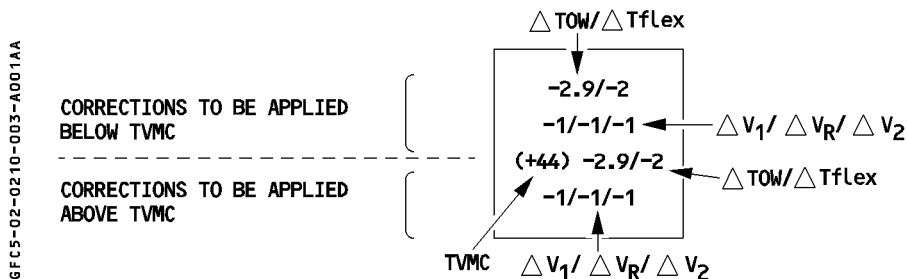 △TOW/△Tflex
-2.9/-2
CORRECTIONS TO BE APPLIED
BELOW TVMC
-1/-1/-1
△V1/ △VR/ △V2
(+44) -2.9/-2
△TOW/△Tflex
CORRECTIONS TO BE APPLIED
ABOVE TVMC
-1/-1/-1
TVMC
△V1/ △VR/ △V2
GFC5-02-0210-003-A001AA